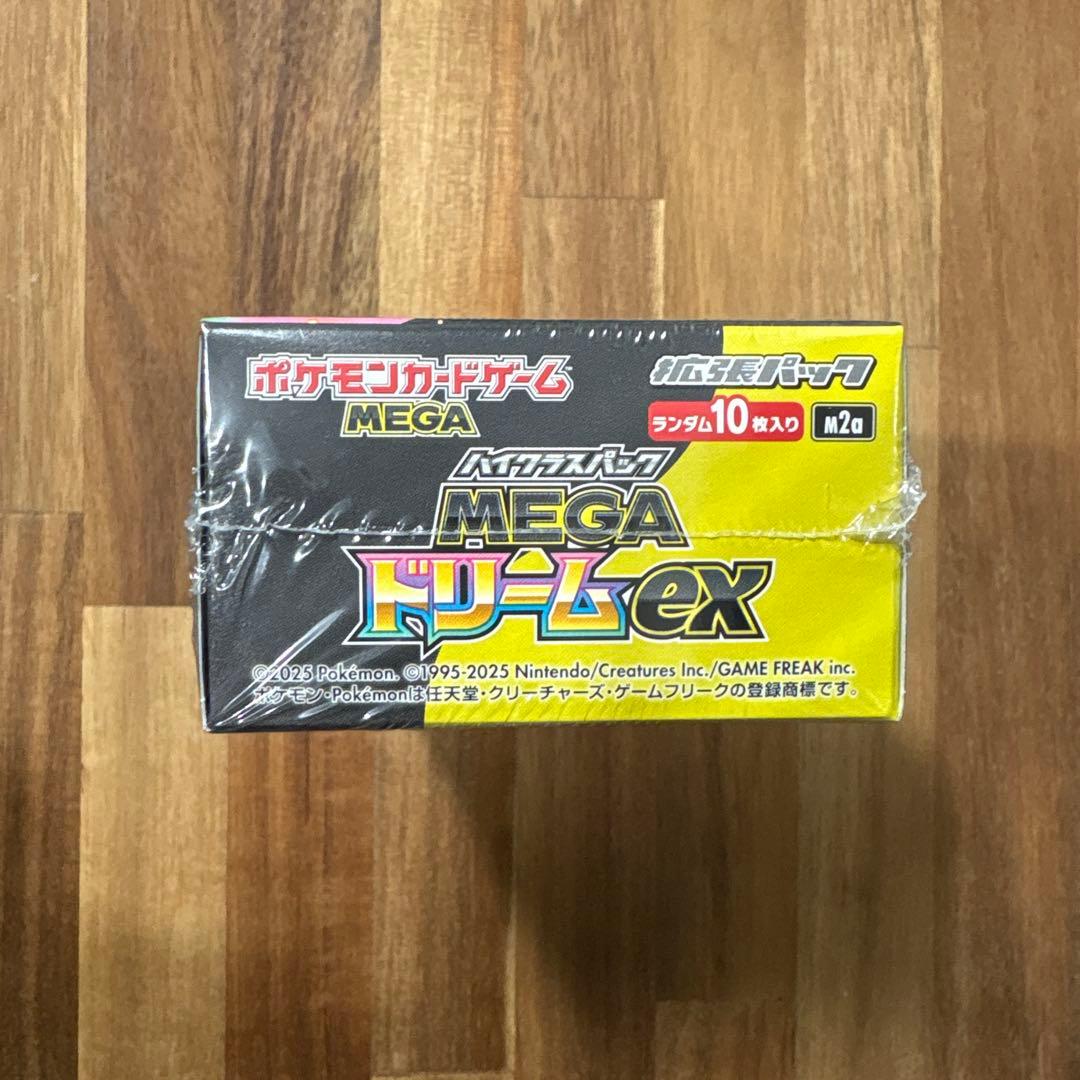 ポケモンカードゲーム
MEGA
拡張パック
ランダム10枚入り M2a
ハイクラスパック
MEGA
ドリームex
©2025 Pokémon. ©1995-2025 Nintendo/Creatures Inc./GAME FREAK inc.
ポケモン・Pokémonは任天堂・クリーチャーズ・ゲームフリークの登録商標です。